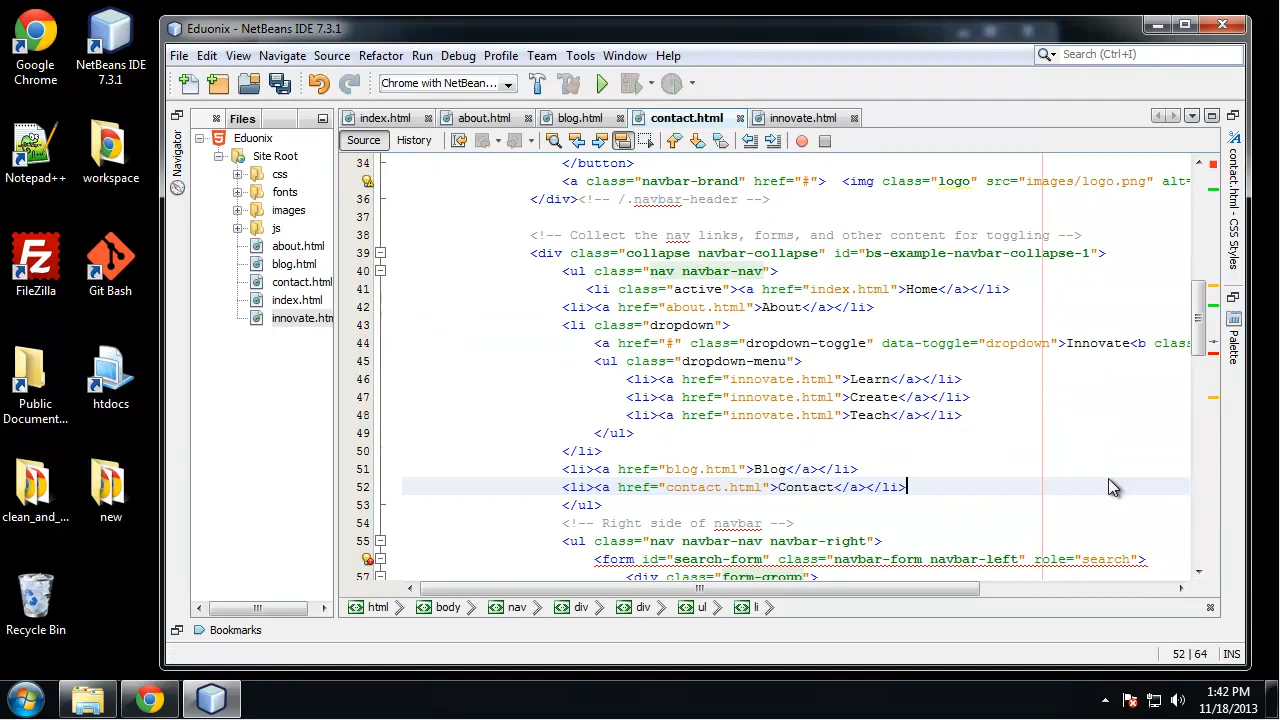 Eduonix - NetBeans IDE 7.3.1
File Edit View Navigate Source Refactor Run Debug Profile Team Tools Window Help
Search (Ctrl+I)
Chrome with NetBean...
Files
index.html about.html blog.html contact.html innovate.html
Source History
Navigator
Eduonix
Site Root
css
fonts
images
js
about.html
blog.html
contact.html
index.html
innovate.htm
34 </button>
<a class="navbar-brand" href="#"> <img class="logo" src="images/logo.png" alt=
36 </div><!-- /.navbar-header -->
37
38 <!-- Collect the nav links, forms, and other content for toggling -->
39 <div class="collapse navbar-collapse" id="bs-example-navbar-collapse-1">
40 <ul class="nav navbar-nav">
41 <li class="active"><a href="index.html">Home</a></li>
42 <li><a href="about.html">About</a></li>
43 <li class="dropdown">
44 <a href="#" class="dropdown-toggle" data-toggle="dropdown">Innovate<b class
45 <ul class="dropdown-menu">
46 <li><a href="innovate.html">Learn</a></li>
47 <li><a href="innovate.html">Create</a></li>
48 <li><a href="innovate.html">Teach</a></li>
49 </ul>
50 </li>
51 <li><a href="blog.html">Blog</a></li>
52 <li><a href="contact.html">Contact</a></li>
53 </ul>
54 <!-- Right side of navbar -->
55 <ul class="nav navbar-nav navbar-right">
<form id="search-form" class="navbar-form navbar-left" role="search">
57 <div class="form-group">
html body nav div div ul li
Bookmarks
52 | 64 INS
contact.html - CSS Styles
Palette
Google Chrome
NetBeans IDE 7.3.1
Notepad++
workspace
FileZilla
Git Bash
Public Documen...
htdocs
clean_and_...
new
Recycle Bin
1:42 PM
11/18/2013